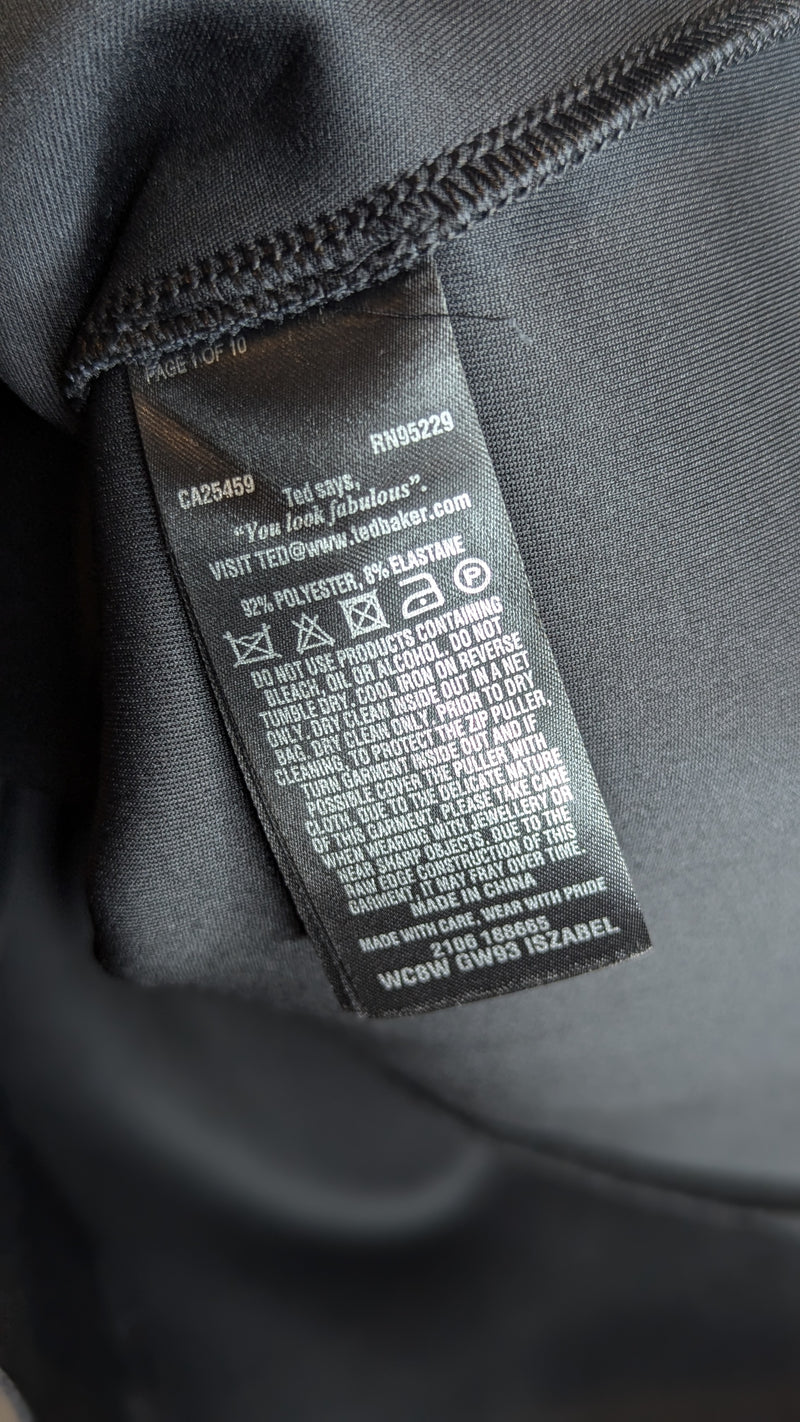 PAGE 1 OF 10
RN95229
CA25459
Ted says,
“You look fabulous”.
VISIT TED@www.tedbaker.com
92% POLYESTER, 8% ELASTANE
P
DO NOT USE PRODUCTS CONTAINING
BLEACH, OIL OR ALCOHOL. DO NOT
TUMBLE DRY. COOL IRON ON REVERSE
ONLY. DRY CLEAN INSIDE OUT IN A NET
BAG. DRY CLEAN ONLY. PRIOR TO DRY
CLEANING, TO PROTECT THE ZIP PULLER,
TURN GARMENT INSIDE OUT AND IF
POSSIBLE COVER THE PULLER WITH
CLOTH. DUE TO THE DELICATE NATURE
OF THIS GARMENT, PLEASE TAKE CARE
WHEN WEARING WITH JEWELLERY OR
NEAR SHARP OBJECTS. DUE TO THE
RAW EDGE CONSTRUCTION OF THIS
GARMENT, IT MAY FRAY OVER TIME
MADE IN CHINA
MADE WITH CARE, WEAR WITH PRIDE
2106 188665
WC8W GW93 ISZABEL